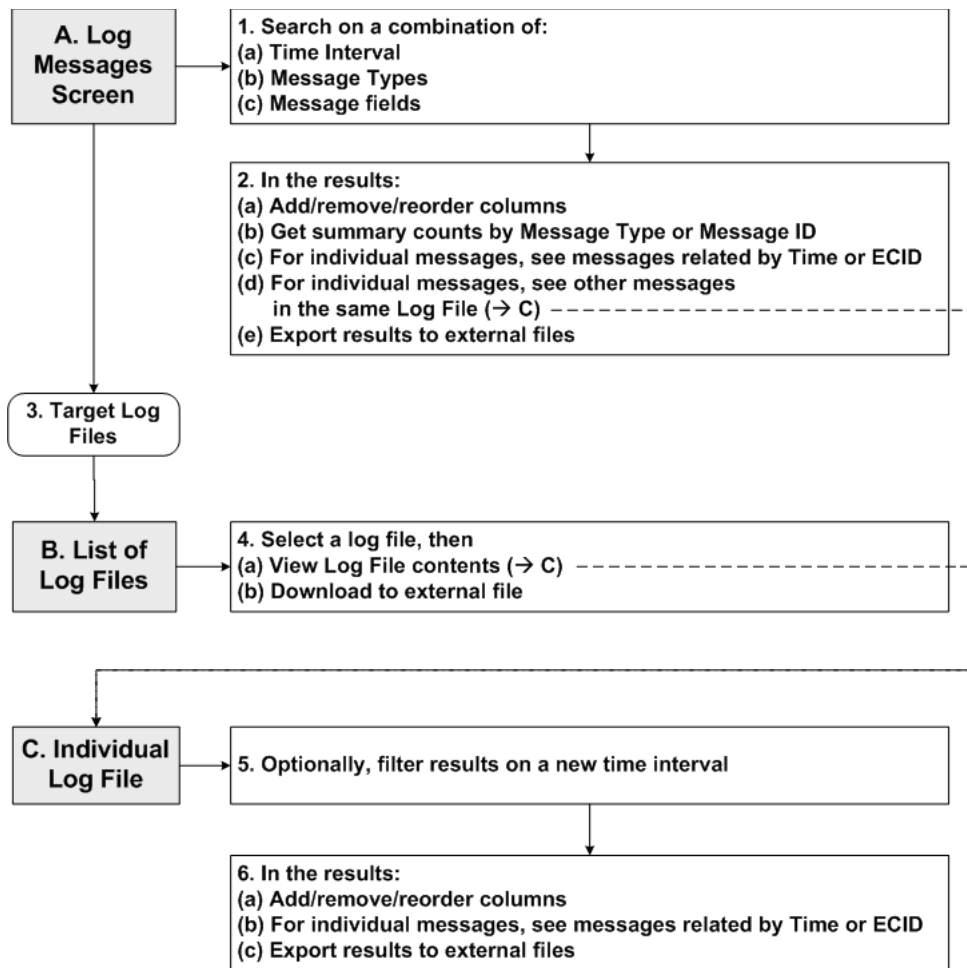 A. Log
Messages
Screen
1. Search on a combination of:
(a) Time Interval
(b) Message Types
(c) Message fields
2. In the results:
(a) Add/remove/reorder columns
(b) Get summary counts by Message Type or Message ID
(c) For individual messages, see messages related by Time or ECID
(d) For individual messages, see other messages
in the same Log File (→ C)
(e) Export results to external files
3. Target Log
Files
B. List of
Log Files
4. Select a log file, then
(a) View Log File contents (→ C)
(b) Download to external file
C. Individual
Log File
5. Optionally, filter results on a new time interval
6. In the results:
(a) Add/remove/reorder columns
(b) For individual messages, see messages related by Time or ECID
(c) Export results to external files